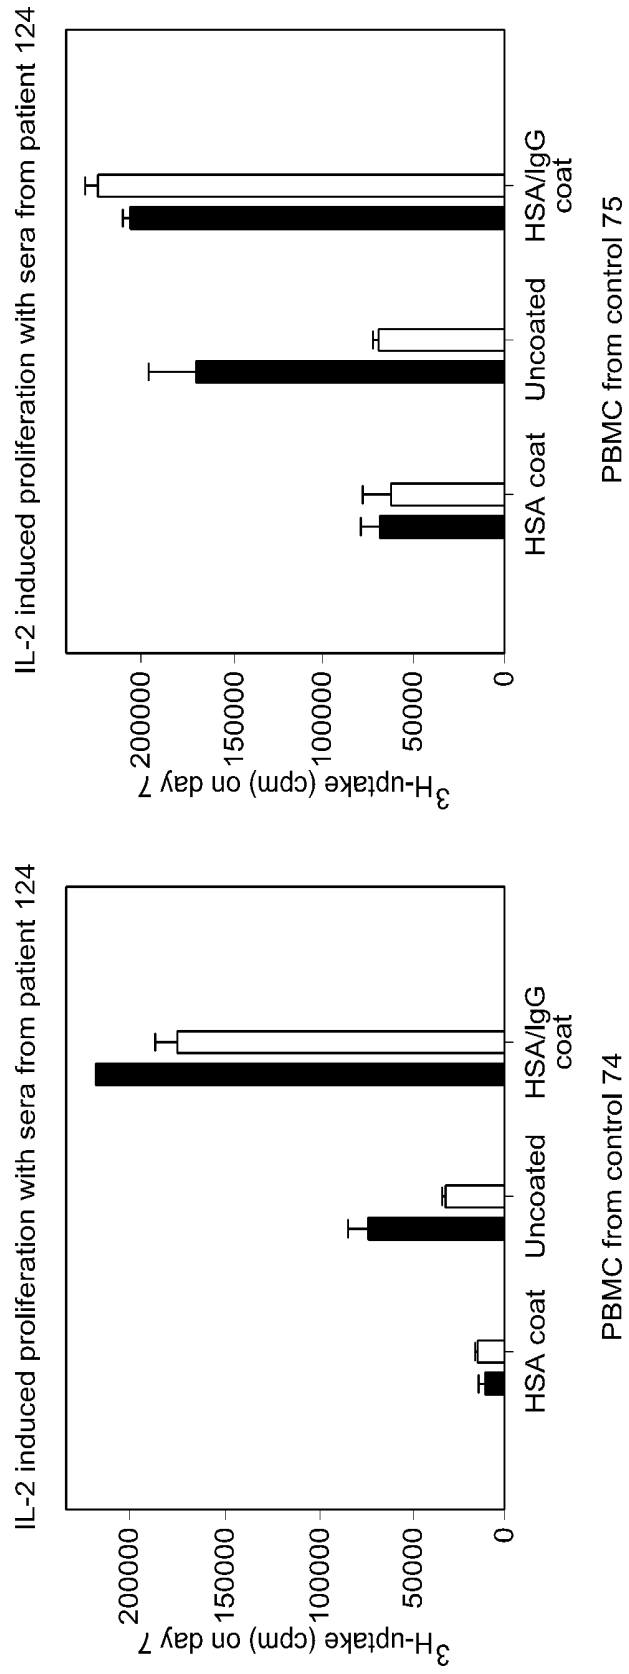 IL-2 induced proliferation with sera from patient 124
3H-uptake (cpm) on day 7
200000
150000
100000
50000
0
HSA coat
Uncoated
HSA/IgG
coat
PBMC from control 74
IL-2 induced proliferation with sera from patient 124
3H-uptake (cpm) on day 7
200000
150000
100000
50000
0
HSA coat
Uncoated
HSA/IgG
coat
PBMC from control 75